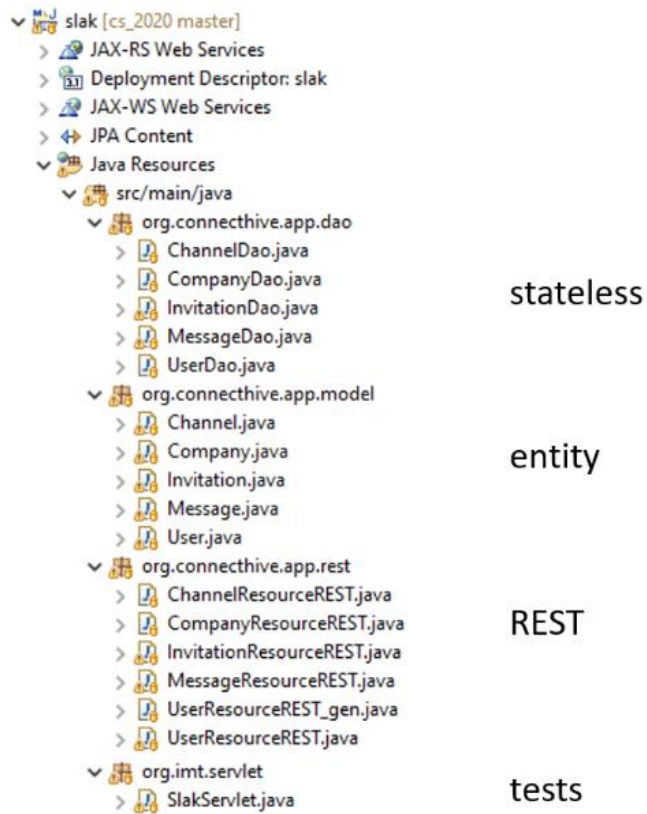 slak [cs_2020 master]
JAX-RS Web Services
Deployment Descriptor: slak
JAX-WS Web Services
JPA Content
Java Resources
src/main/java
org.connecthive.app.dao
ChannelDao.java
CompanyDao.java
InvitationDao.java
stateless
MessageDao.java
UserDao.java
org.connecthive.app.model
Channel.java
Company.java
entity
Invitation.java
Message.java
User.java
org.connecthive.app.rest
ChannelResourceREST.java
CompanyResourceREST.java
REST
InvitationResourceREST.java
MessageResourceREST.java
UserResourceREST_gen.java
UserResourceREST.java
org.imt.servlet
SlakServlet.java
tests